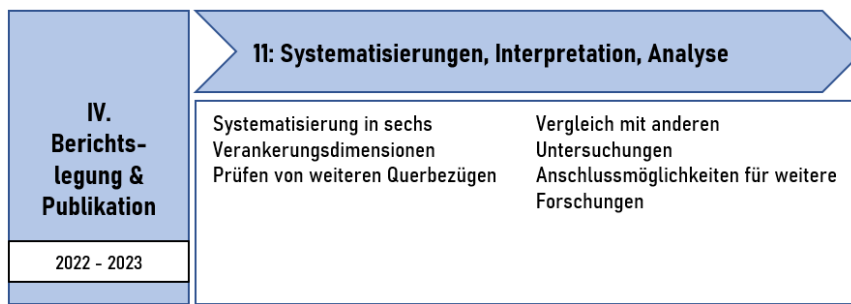 IV.
Berichts-
legung &
Publikation
2022 - 2023
11: Systematisierungen, Interpretation, Analyse
Systematisierung in sechs
Verankerungsdimensionen
Prüfen von weiteren Querbezügen
Vergleich mit anderen
Untersuchungen
Anschlussmöglichkeiten für weitere
Forschungen